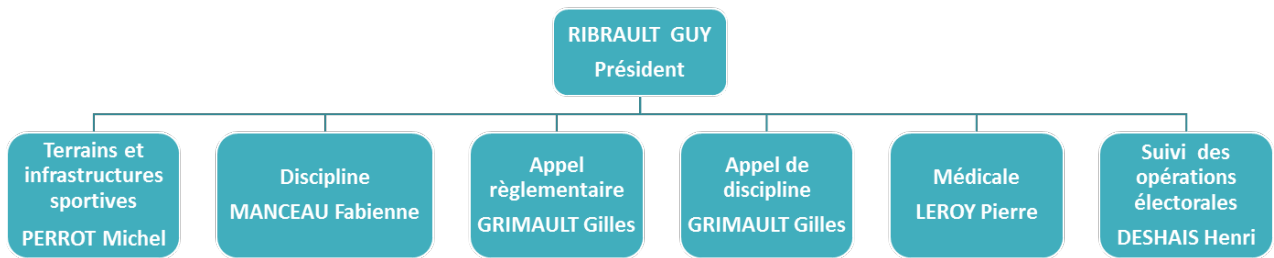 RIBRAULT GUY
Président
Terrains et
infrastructures
sportives
PERROT Michel
Discipline
MANCEAU Fabienne
Appel
règlementaire
GRIMAULT Gilles
Appel de
discipline
GRIMAULT Gilles
Médicale
LEROY Pierre
Suivi des
opérations
électorales
DESHAIS Henri